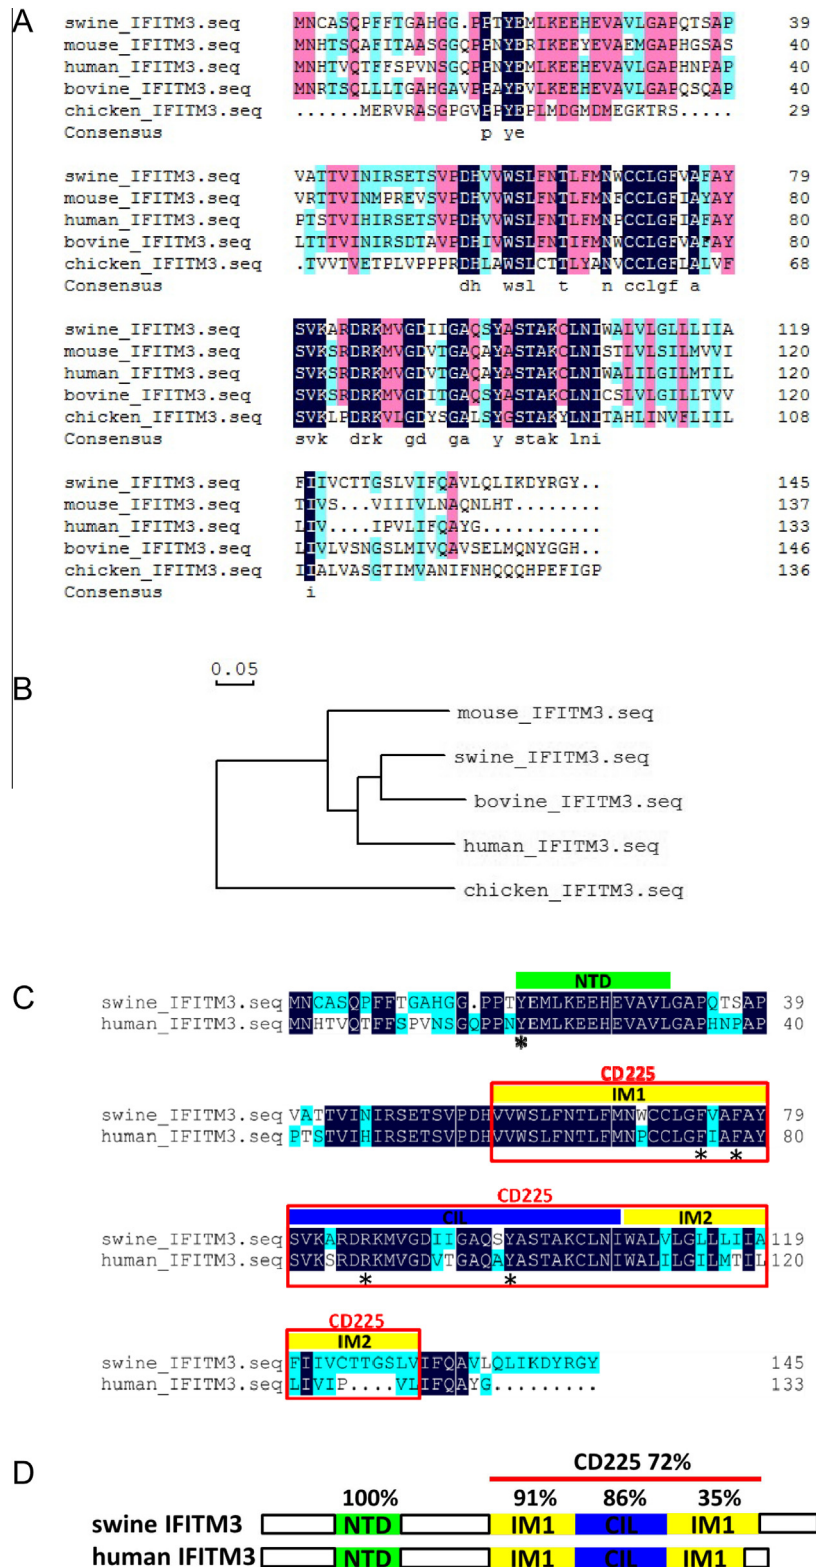 A
swine_IFITM3.seq MNCASQPFFTGAHGG.PPTYEMLKEEHEVAVLGAPQTSAP 39
mouse_IFITM3.seq MNHTSQAFITAASGGQPPNYERIKEEYEVAEMGAPHGSAS 40
human_IFITM3.seq MNHTVQTFFSPVNSGQPPNYEMLKEEHEVAVLGAPHNPAP 40
bovine_IFITM3.seq MNRTSQLLLTGAHGAVPPAYEVLKEEHEVAVLGAPQSQAP 40
chicken_IFITM3.seq ......MERVRASGPGVPPYEPLMDGMDMEGKTRS..... 29
Consensus p ye
swine_IFITM3.seq VATTVINIRSETSVPDHVVWSLFNTLFMNWCCLGFVAFAY 79
mouse_IFITM3.seq VRTTVINMPREVSVPDHVVWSLFNTLFMNFCCLGFIAYAY 80
human_IFITM3.seq PTSTVIHIRSETSVPDHVVWSLFNTLFMNPCCLGFIAFAY 80
bovine_IFITM3.seq LTTTVINIRSDTAVPDHIVWSLFNTIFMNWCCLGFVAFAY 80
chicken_IFITM3.seq .TVVTVETPLVPPPRDHLAWSLCTTLYANVCCLGFLALVF 68
Consensus dh wsl t n cclgf a
swine_IFITM3.seq SVKARDRKMVGDIIGAQSYASTAKCLNIWALVLGLLLIIA 119
mouse_IFITM3.seq SVKSRDRKMVGDVTGAQAYASTAKCLNISTLVLSILMVVI 120
human_IFITM3.seq SVKSRDRKMVGDVTGAQAYASTAKCLNIWALILGILMTIL 120
bovine_IFITM3.seq SVKSRDRKMVGDITGAQSYASTAKCLNICSLVLGILLTVV 120
chicken_IFITM3.seq SVKLPDRKVLGDYSGALSYGSTAKYLNITAHLINVFLIIL 108
Consensus svk drk gd ga y stak lni
swine_IFITM3.seq FIIVCTTGSLVIFQAVLQLIKDYRGY.. 145
mouse_IFITM3.seq TIVS...VIIIVLNAQNLHT........ 137
human_IFITM3.seq LIV....IPVLIFQAYG........... 133
bovine_IFITM3.seq LIVLVSNGSLMIVQAVSELMQNYGGH.. 146
chicken_IFITM3.seq IIALVASGTIMVANIFNHQQQHPEFIGP 136
Consensus i
B
0.05
mouse_IFITM3.seq
swine_IFITM3.seq
bovine_IFITM3.seq
human_IFITM3.seq
chicken_IFITM3.seq
C
NTD
swine_IFITM3.seq MNCASQPFFTGAHGG.PPTYEMLKEEHEVAVLGAPQTSAP 39
human_IFITM3.seq MNHTVQTFFSPVNSGQPPNYEMLKEEHEVAVLGAPHNPAP 40
*
CD225
IM1
swine_IFITM3.seq VATTVINIRSETSVPDHVVWSLFNTLFMNWCCLGFVAFAY 79
human_IFITM3.seq PTSTVIHIRSETSVPDHVVWSLFNTLFMNPCCLGFIAFAY 80
* *
CD225
CIL IM2
swine_IFITM3.seq SVKARDRKMVGDIIGAQSYASTAKCLNIWALVLGLLLIIA 119
human_IFITM3.seq SVKSRDRKMVGDVTGAQAYASTAKCLNIWALILGILMTIL 120
* *
CD225
IM2
swine_IFITM3.seq FIIVCTTGSLVIFQAVLQLIKDYRGY 145
human_IFITM3.seq LIVIP....VLIFQAYG......... 133
D
CD225 72%
100% 91% 86% 35%
swine IFITM3 NTD IM1 CIL IM1
human IFITM3 NTD IM1 CIL IM1